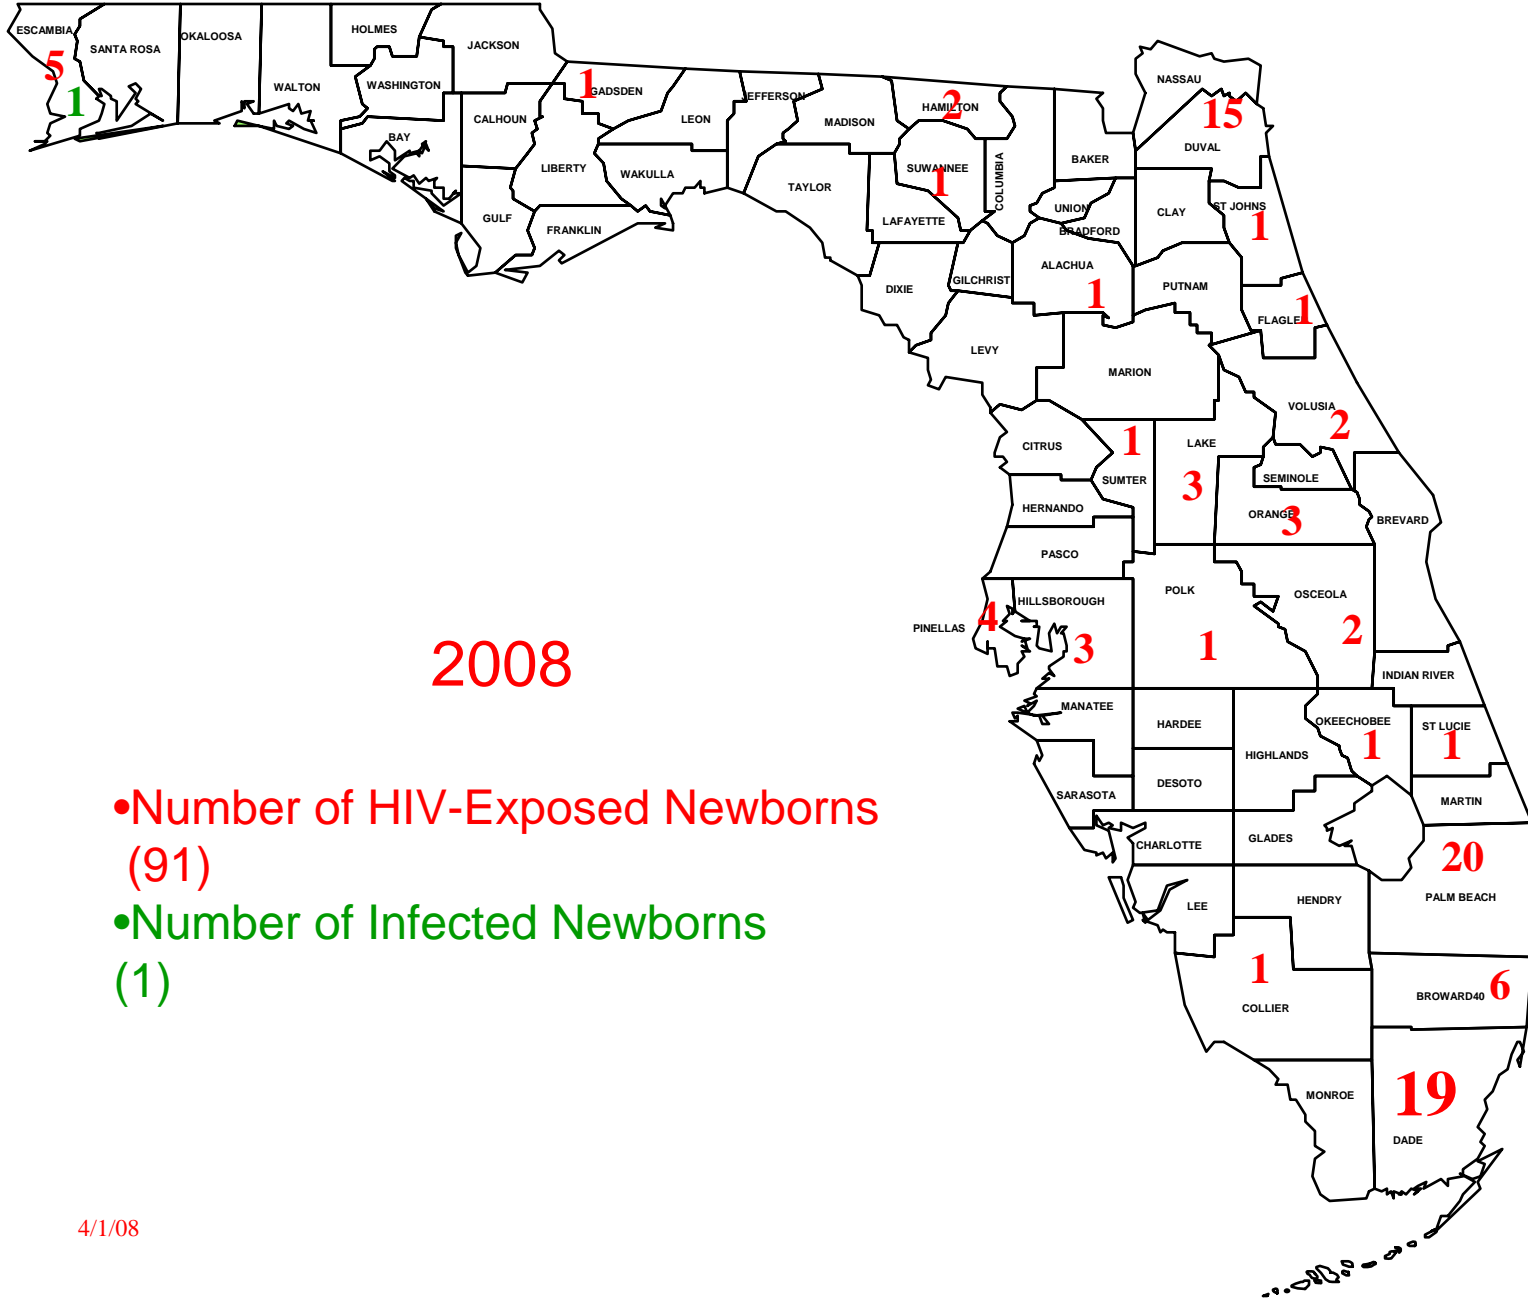 ESCAMBIA
5
1
SANTA ROSA
OKALOOSA
WALTON
HOLMES
WASHINGTON
BAY
JACKSON
CALHOUN
GULF
1
GADSDEN
LIBERTY
FRANKLIN
LEON
WAKULLA
EFFERSON
MADISON
TAYLOR
HAMILTON
2
SUWANNEE
1
LAFAYETTE
COLUMBIA
DIXIE
GILCHRIST
BAKER
UNION
BRADFORD
ALACHUA
1
NASSAU
15
DUVAL
CLAY
ST JOHNS
1
PUTNAM
FLAGLE
1
LEVY
MARION
VOLUSIA
2
CITRUS
1
SUMTER
LAKE
3
SEMINOLE
ORANGE
3
BREVARD
HERNANDO
PASCO
PINELLAS
4
HILLSBOROUGH
3
POLK
1
OSCEOLA
2
INDIAN RIVER
MANATEE
HARDEE
HIGHLANDS
OKEECHOBEE
1
ST LUCIE
1
SARASOTA
DESOTO
MARTIN
CHARLOTTE
GLADES
20
PALM BEACH
LEE
HENDRY
1
COLLIER
BROWARD40
6
MONROE
19
DADE
2008
•Number of HIV-Exposed Newborns
(91)
•Number of Infected Newborns
(1)
4/1/08